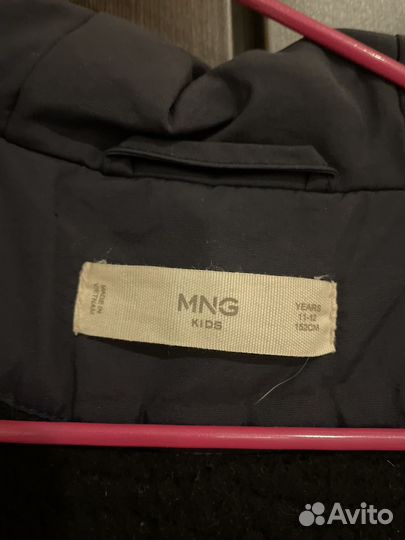 MADE IN
VIETNAM
MNG
KIDS
YEARS
11-12
152CM
Avito